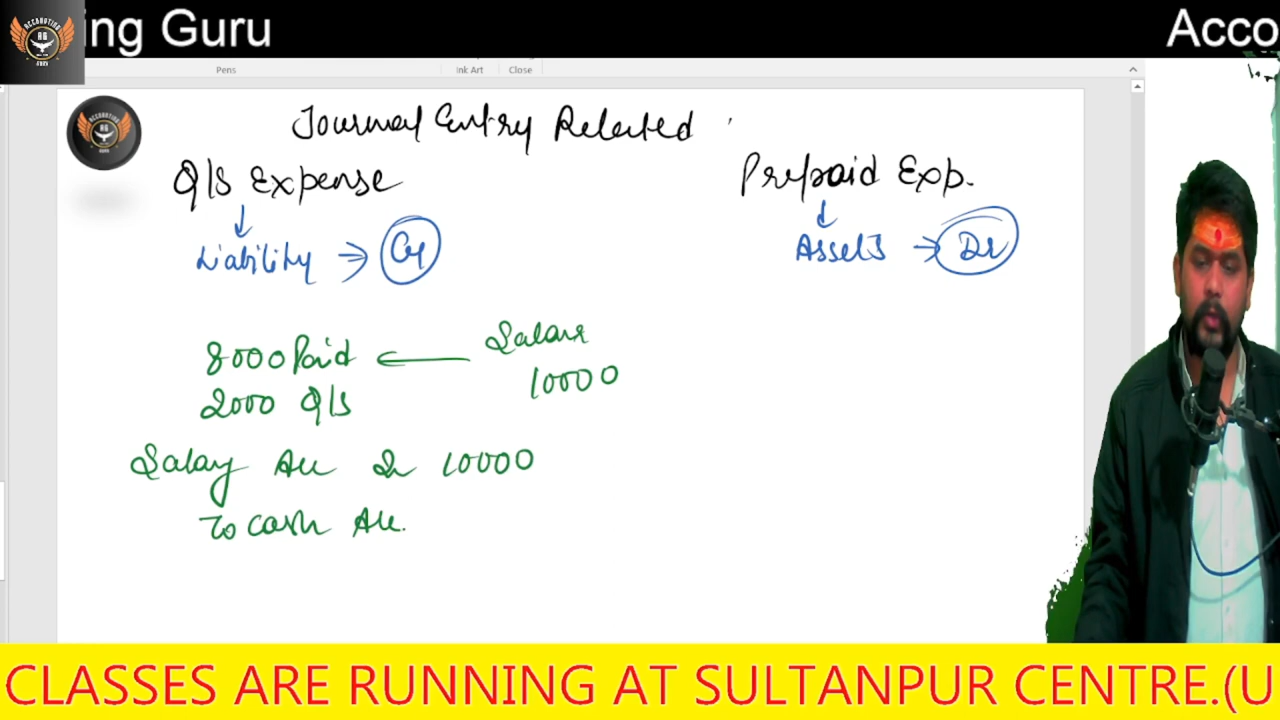 ing Guru
Acco
Pens
Ink Art
Close
Journal Entry Related
O/S Expense
Prepaid Exp.
Liability → Cr
Assets → Dr
8000 Paid ← Salary
10000
2000 O/S
Salary A/c Dr 10000
To cash A/c.
CLASSES ARE RUNNING AT SULTANPUR CENTRE.(U